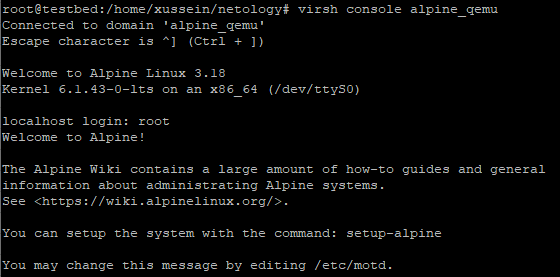 root@testbed:/home/xussein/netology# virsh console alpine_qemu
Connected to domain 'alpine_qemu'
Escape character is ^] (Ctrl + ])
Welcome to Alpine Linux 3.18
Kernel 6.1.43-0-lts on an x86_64 (/dev/ttyS0)
localhost login: root
Welcome to Alpine!
The Alpine Wiki contains a large amount of how-to guides and general
information about administrating Alpine systems.
See <https://wiki.alpinelinux.org/>.
You can setup the system with the command: setup-alpine
You may change this message by editing /etc/motd.